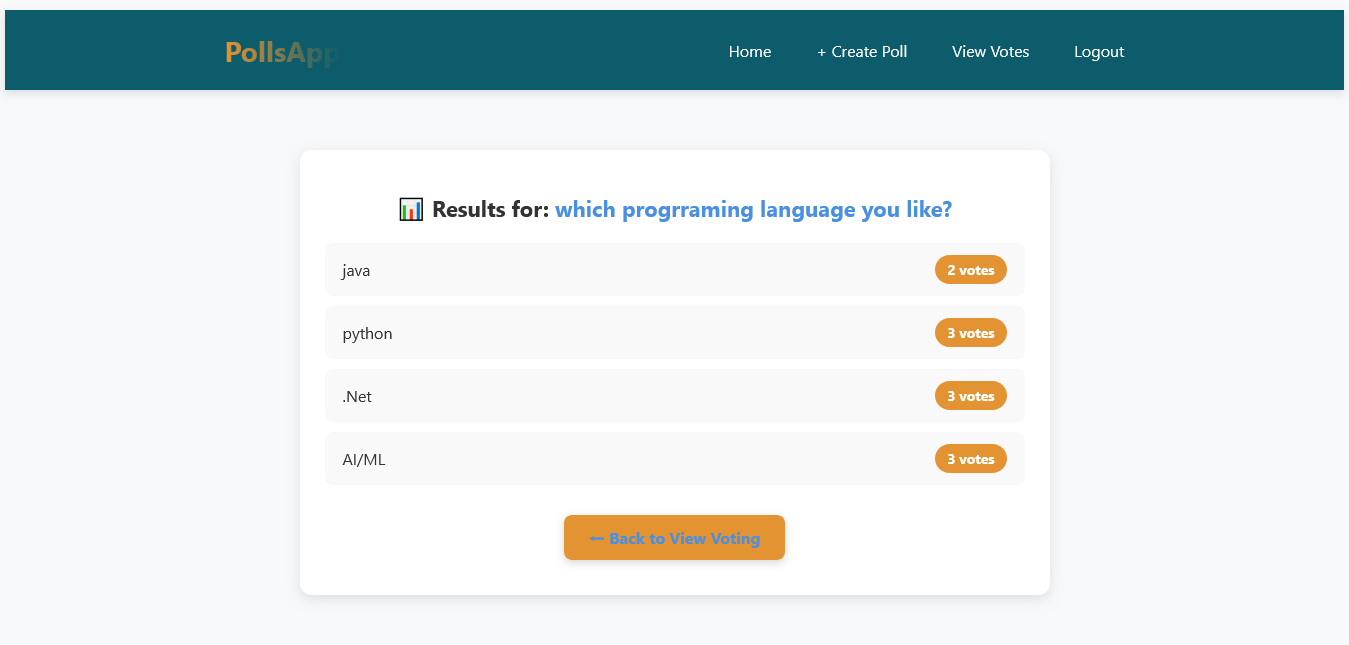 PollsApp
Home + Create Poll View Votes Logout
Results for: which progrraming language you like?
java 2 votes
python 3 votes
.Net 3 votes
AI/ML 3 votes
← Back to View Voting